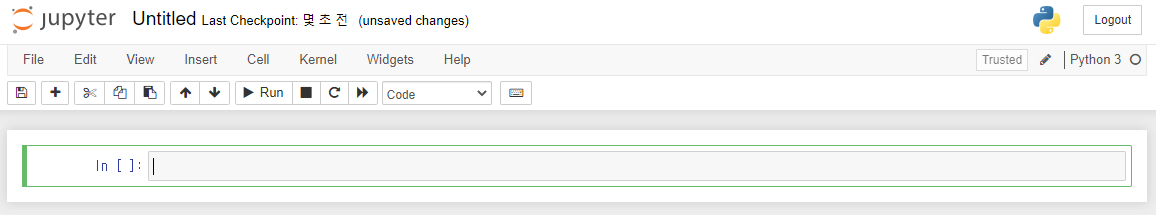 jupyter Untitled Last Checkpoint: 몇 초 전 (unsaved changes) Logout
File Edit View Insert Cell Kernel Widgets Help Trusted Python 3
Run Code
In [ ]: